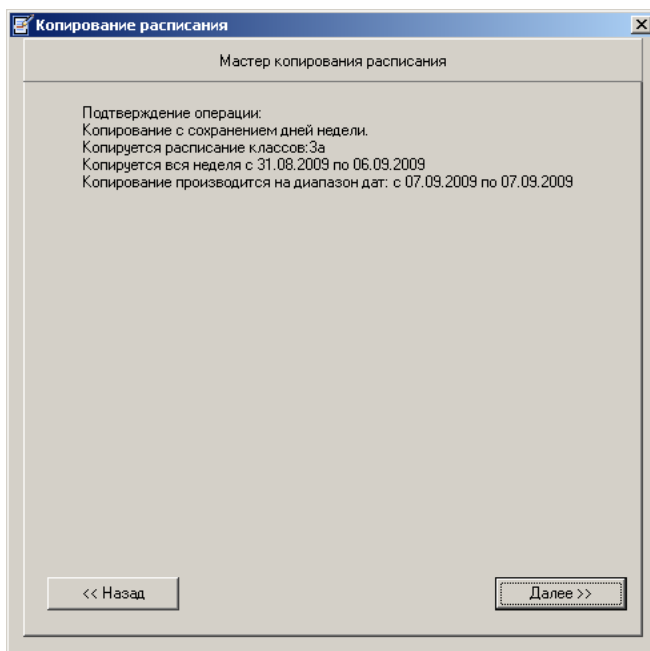 Копирование расписания
Мастер копирования расписания
Подтверждение операции:
Копирование с сохранением дней недели.
Копируется расписание классов:3а
Копируется вся неделя с 31.08.2009 по 06.09.2009
Копирование производится на диапазон дат: с 07.09.2009 по 07.09.2009
<< Назад
Далее >>